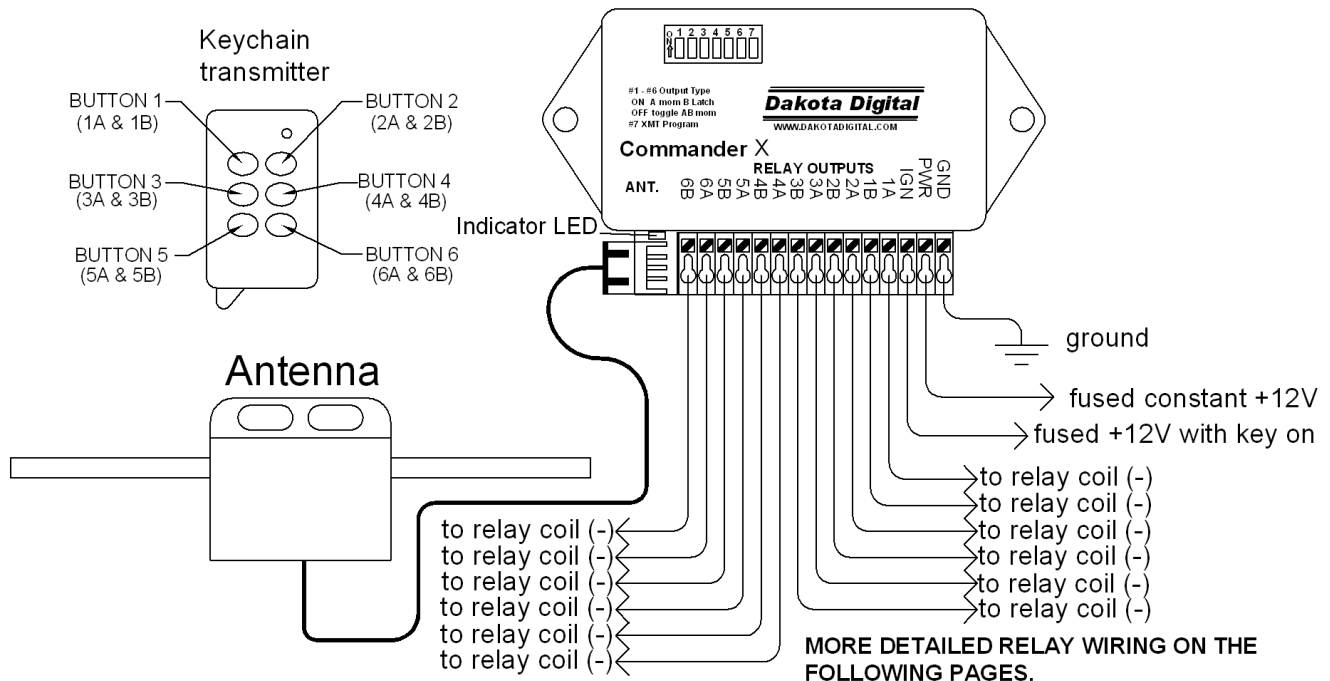 Keychain
transmitter
BUTTON 1
(1A & 1B)
BUTTON 2
(2A & 2B)
BUTTON 3
(3A & 3B)
BUTTON 4
(4A & 4B)
BUTTON 5
(5A & 5B)
BUTTON 6
(6A & 6B)
ON 1 2 3 4 5 6 7
#1 - #6 Output Type
ON A mom B Latch
OFF toggle AB mom
#7 XMT Program
Dakota Digital
WWW.DAKOTADIGITAL.COM
Commander X
RELAY OUTPUTS
ANT.
6B
6A
5B
5A
4B
4A
3B
3A
2B
2A
1B
1A
IGN
PWR
GND
Indicator LED
ground
fused constant +12V
fused +12V with key on
Antenna
to relay coil (-)
to relay coil (-)
to relay coil (-)
to relay coil (-)
to relay coil (-)
to relay coil (-)
to relay coil (-)
to relay coil (-)
to relay coil (-)
to relay coil (-)
to relay coil (-)
to relay coil (-)
MORE DETAILED RELAY WIRING ON THE
FOLLOWING PAGES.